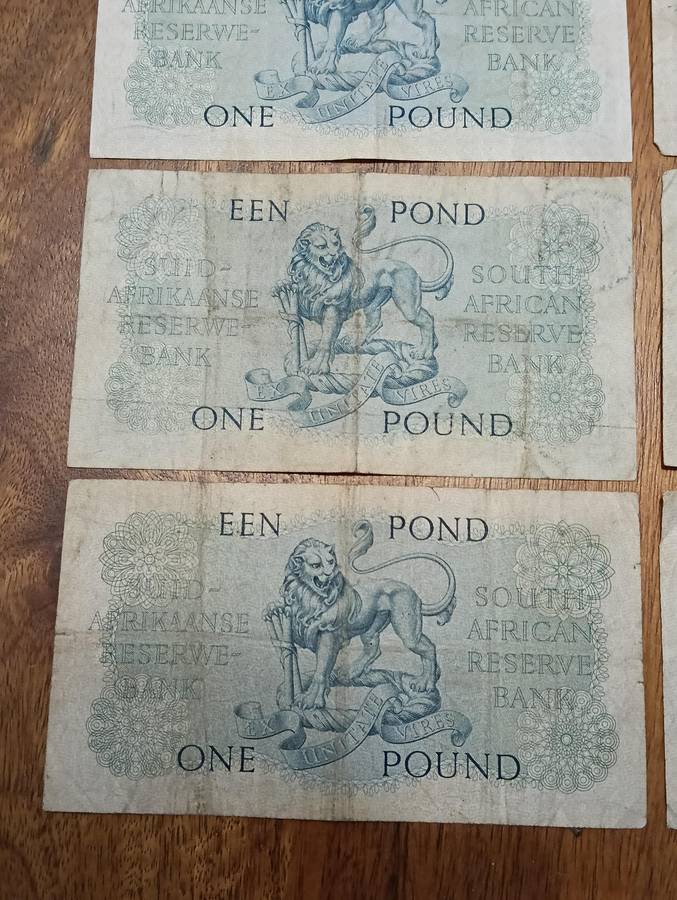 AFRIKAANSE
RESERWE-
BANK
AFRICAN
RESERVE
BANK
EX UNITATE VIRES
ONE POUND
EEN POND
SUID-
AFRIKAANSE
RESERWE-
BANK
SOUTH
AFRICAN
RESERVE
BANK
EX UNITATE VIRES
ONE POUND
EEN POND
SUID-
AFRIKAANSE
RESERWE-
BANK
SOUTH
AFRICAN
RESERVE
BANK
EX UNITATE VIRES
ONE POUND